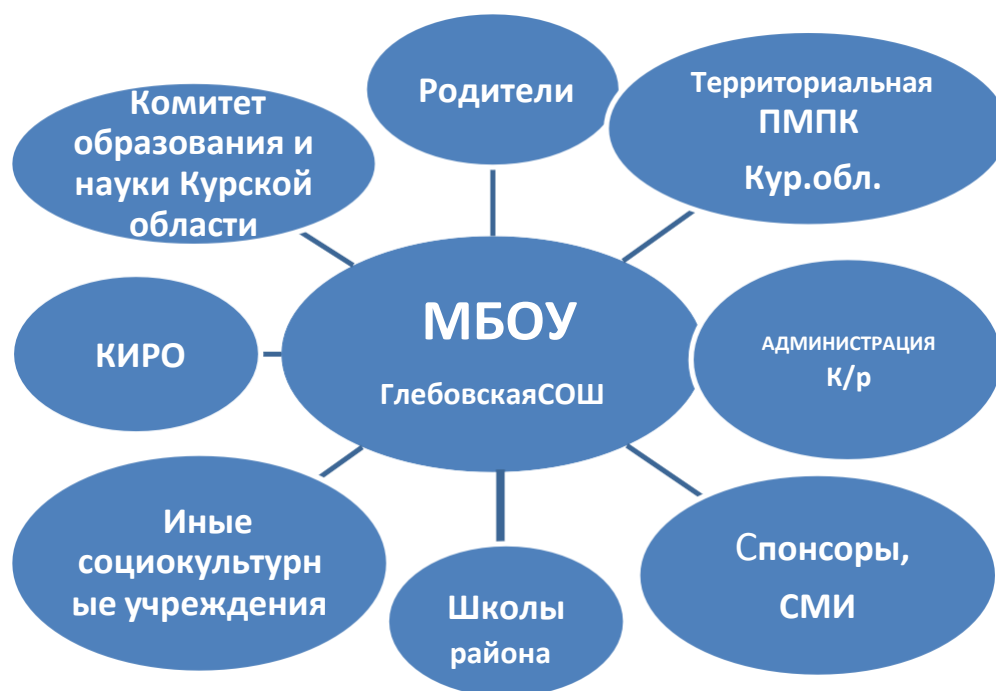 Родители
Территориальная
ПМПК
Кур.обл.
Комитет
образования и
науки Курской
области
МБОУ
ГлебовскаяСОШ
КИРО
АДМИНИСТРАЦИЯ
К/р
Иные
социокультурн
ые учреждения
Школы
района
Спонсоры,
СМИ